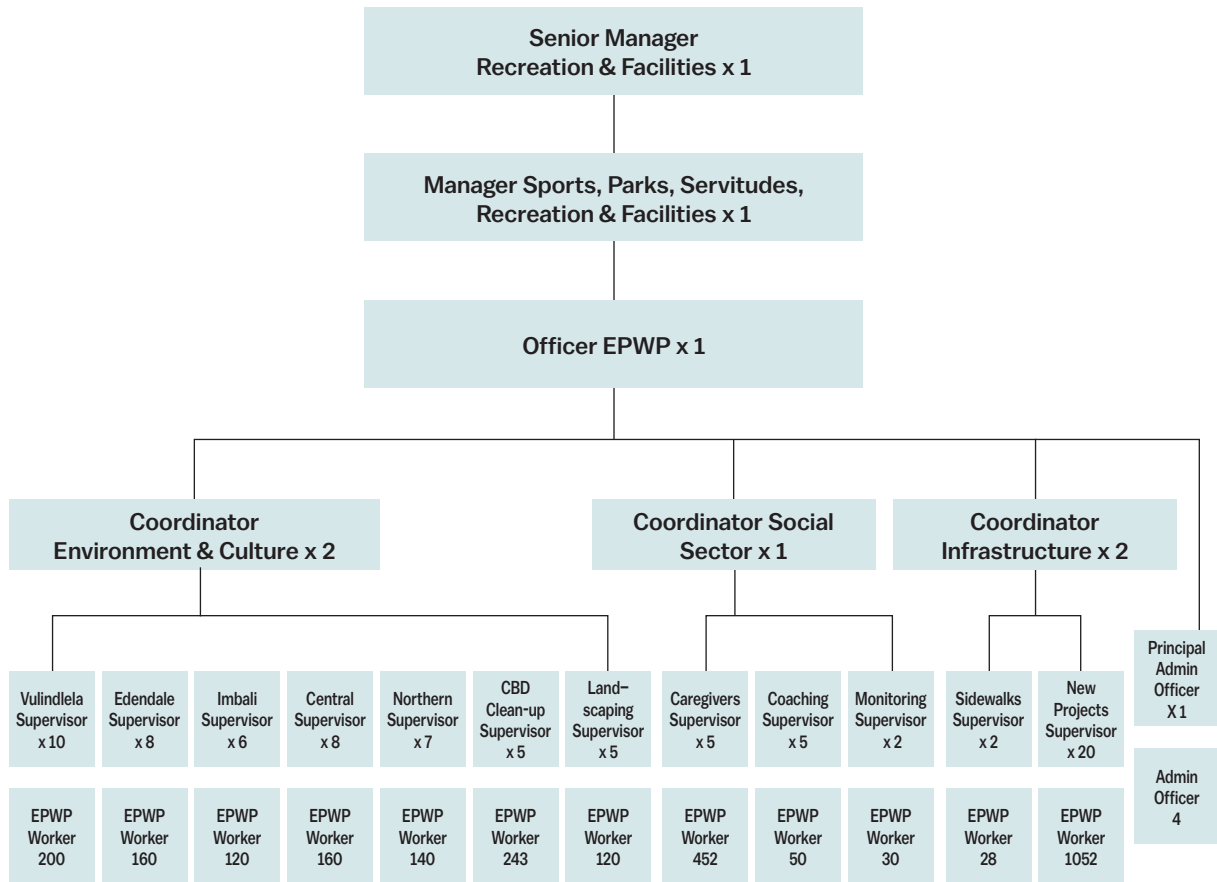 Senior Manager
Recreation & Facilities x 1
Manager Sports, Parks, Servitudes,
Recreation & Facilities x 1
Officer EPWP x 1
Coordinator
Environment & Culture x 2
Coordinator Social
Sector x 1
Coordinator
Infrastructure x 2
Vulindlela
Supervisor
x 10
Edendale
Supervisor
x 8
Imbali
Supervisor
x 6
Central
Supervisor
x 8
Northern
Supervisor
x 7
CBD
Clean-up
Supervisor
x 5
Land–
scaping
Supervisor
x 5
Caregivers
Supervisor
x 5
Coaching
Supervisor
x 5
Monitoring
Supervisor
x 2
Sidewalks
Supervisor
x 2
New
Projects
Supervisor
x 20
Principal
Admin
Officer
X 1
EPWP
Worker
200
EPWP
Worker
160
EPWP
Worker
120
EPWP
Worker
160
EPWP
Worker
140
EPWP
Worker
243
EPWP
Worker
120
EPWP
Worker
452
EPWP
Worker
50
EPWP
Worker
30
EPWP
Worker
28
EPWP
Worker
1052
Admin
Officer
4